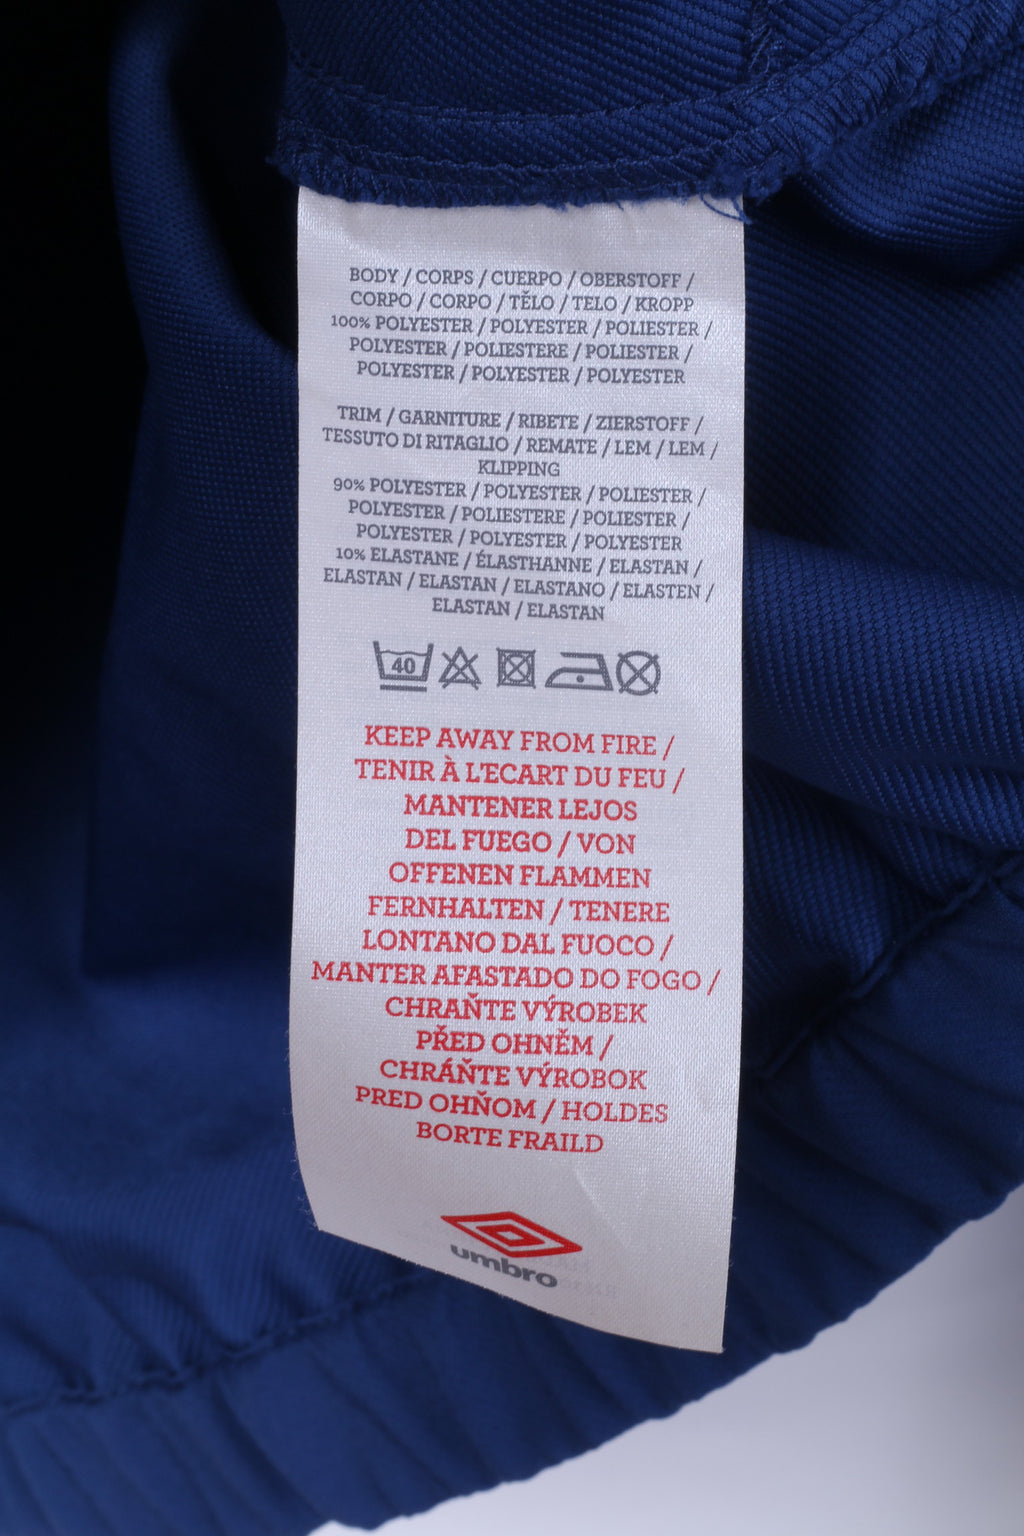 BODY / CORPS / CUERPO / OBERSTOFF /
CORPO / CORPO / TĚLO / TELO / KROPP
100% POLYESTER / POLYESTER / POLIESTER /
POLYESTER / POLIESTERE / POLIESTER /
POLYESTER / POLYESTER / POLYESTER
TRIM / GARNITURE / RIBETE / ZIERSTOFF /
TESSUTO DI RITAGLIO / REMATE / LEM / LEM /
KLIPPING
90% POLYESTER / POLYESTER / POLIESTER /
POLYESTER / POLIESTERE / POLIESTER /
POLYESTER / POLYESTER / POLYESTER
10% ELASTANE / ÉLASTHANNE / ELASTAN /
ELASTAN / ELASTAN / ELASTANO / ELASTEN /
ELASTAN / ELASTAN
40
KEEP AWAY FROM FIRE /
TENIR À L'ECART DU FEU /
MANTENER LEJOS
DEL FUEGO / VON
OFFENEN FLAMMEN
FERNHALTEN / TENERE
LONTANO DAL FUOCO /
MANTER AFASTADO DO FOGO /
CHRAŇTE VÝROBEK
PŘED OHNĚM /
CHRÁŇTE VÝROBOK
PRED OHŇOM / HOLDES
BORTE FRAILD
umbro